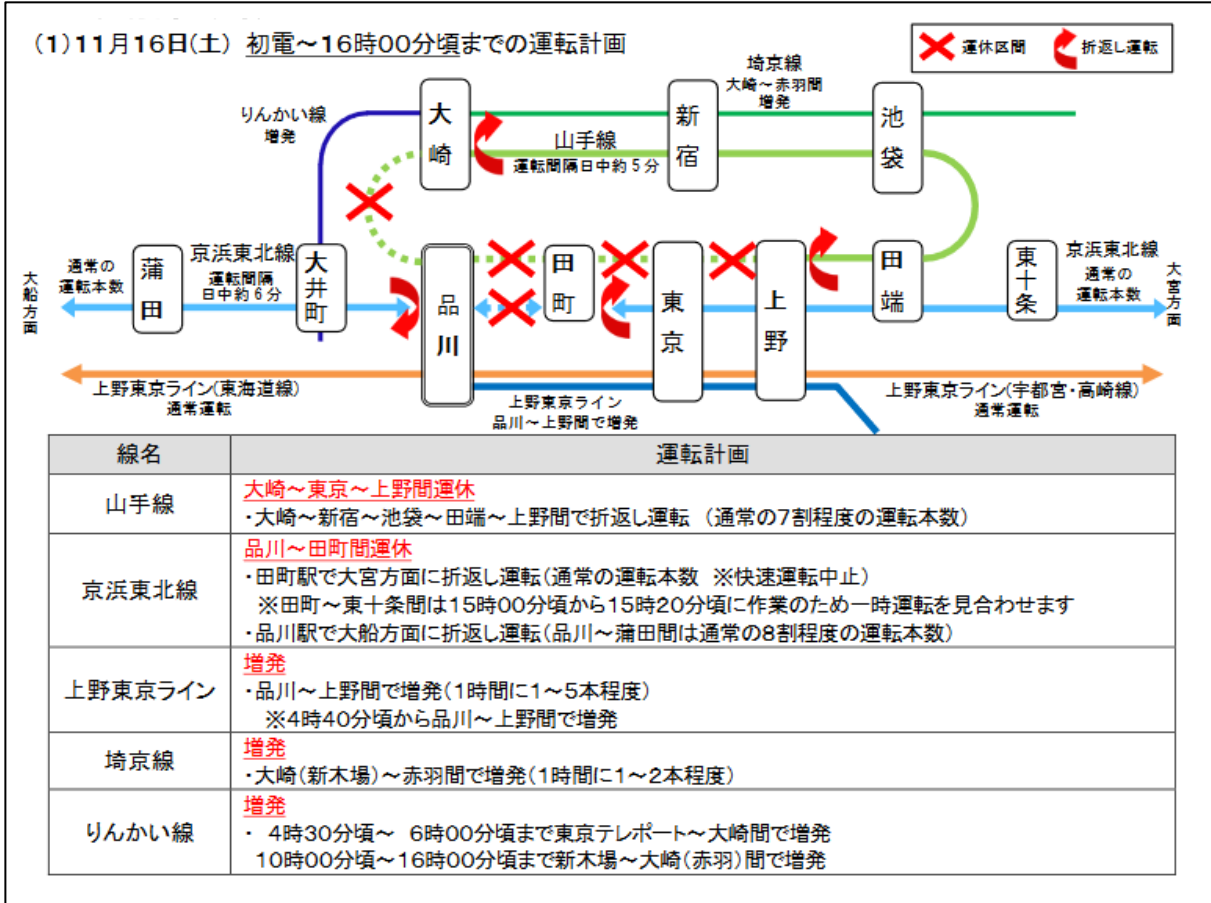 (1)11月16日(土) 初電～16時00分頃までの運転計画
運休区間
折返し運転
埼京線
大崎～赤羽間
増発
りんかい線
増発
大崎
新宿
池袋
山手線
運転間隔日中約5分
大船方面
通常の
運転本数
蒲田
京浜東北線
運転間隔
日中約6分
大井町
品川
田町
東京
上野
田端
東十条
京浜東北線
通常の
運転本数
大宮方面
上野東京ライン(東海道線)
通常運転
上野東京ライン
品川～上野間で増発
上野東京ライン(宇都宮・高崎線)
通常運転
線名
運転計画
山手線
大崎～東京～上野間運休
・大崎～新宿～池袋～田端～上野間で折返し運転 (通常の7割程度の運転本数)
京浜東北線
品川～田町間運休
・田町駅で大宮方面に折返し運転(通常の運転本数 ※快速運転中止)
※田町～東十条間は15時00分頃から15時20分頃に作業のため一時運転を見合わせます
・品川駅で大船方面に折返し運転(品川～蒲田間は通常の8割程度の運転本数)
上野東京ライン
増発
・品川～上野間で増発(1時間に1～5本程度)
※4時40分頃から品川～上野間で増発
埼京線
増発
・大崎(新木場)～赤羽間で増発(1時間に1～2本程度)
りんかい線
増発
・ 4時30分頃～ 6時00分頃まで東京テレポート～大崎間で増発
10時00分頃～16時00分頃まで新木場～大崎(赤羽)間で増発